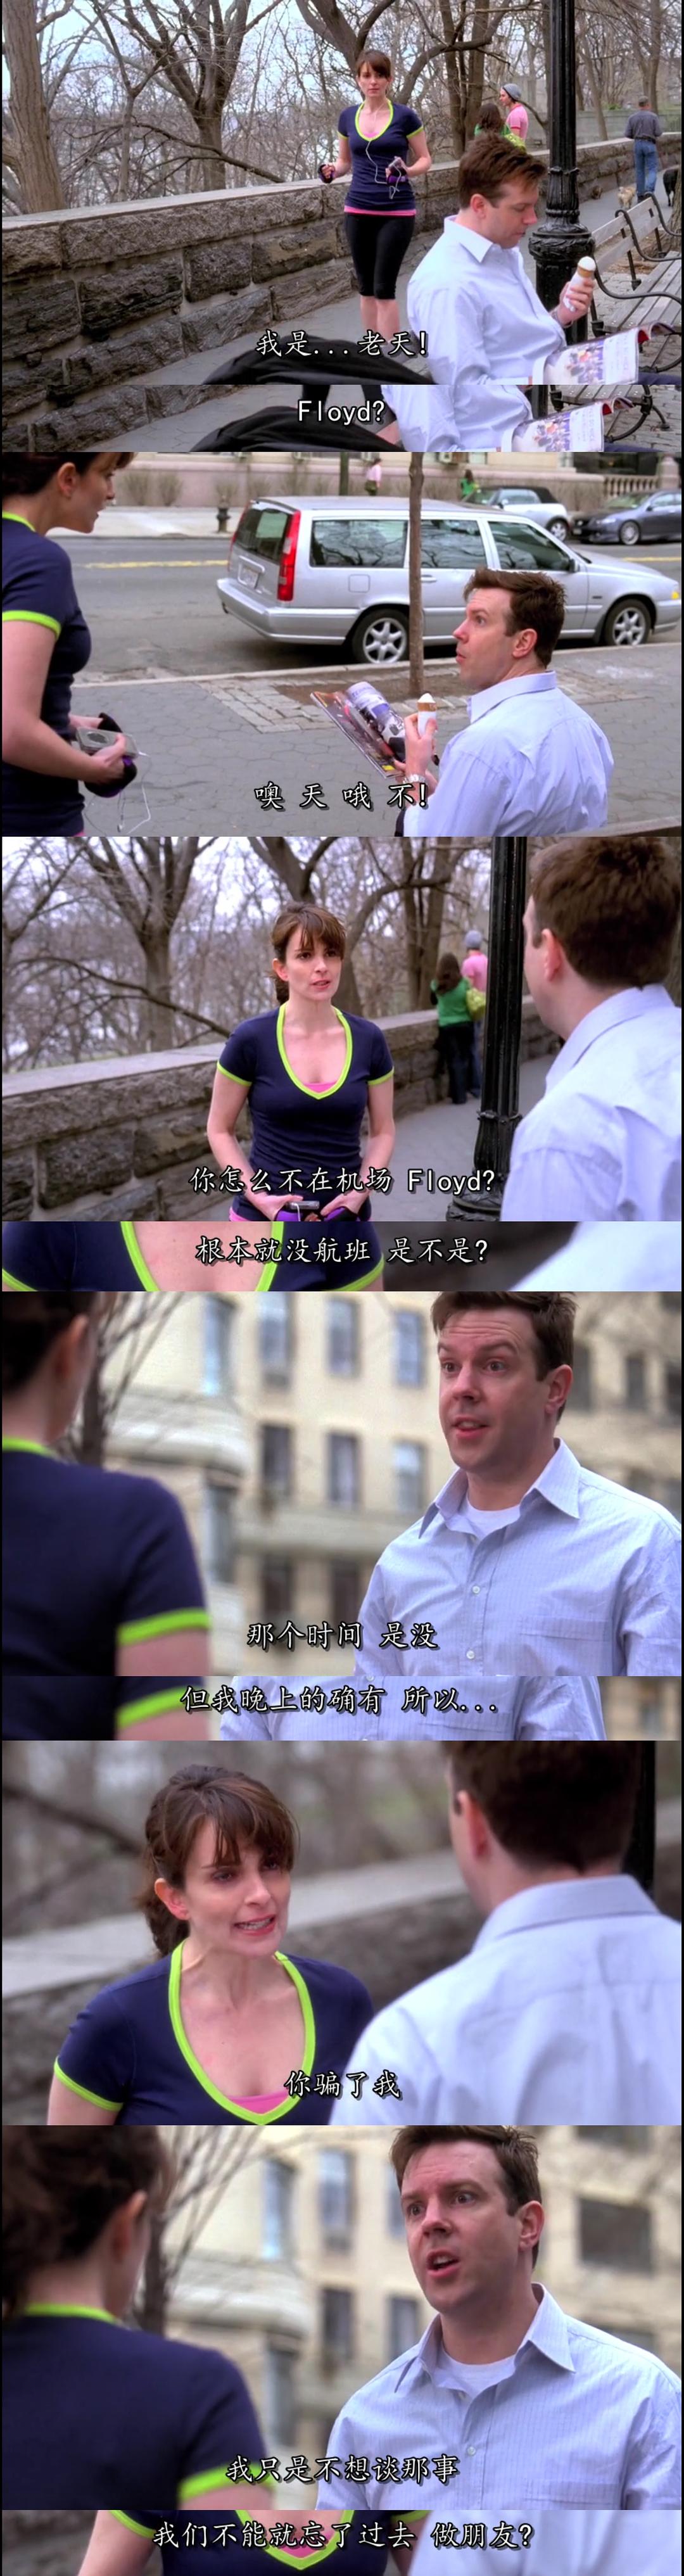 我是...老天!
Floyd?
噢 天 哦 不!
你怎么不在机场 Floyd?
根本就没航班 是不是?
那个时间 是没
但我晚上的确有 所以...
你骗了我
我只是不想谈那事
我们不能就忘了过去 做朋友?